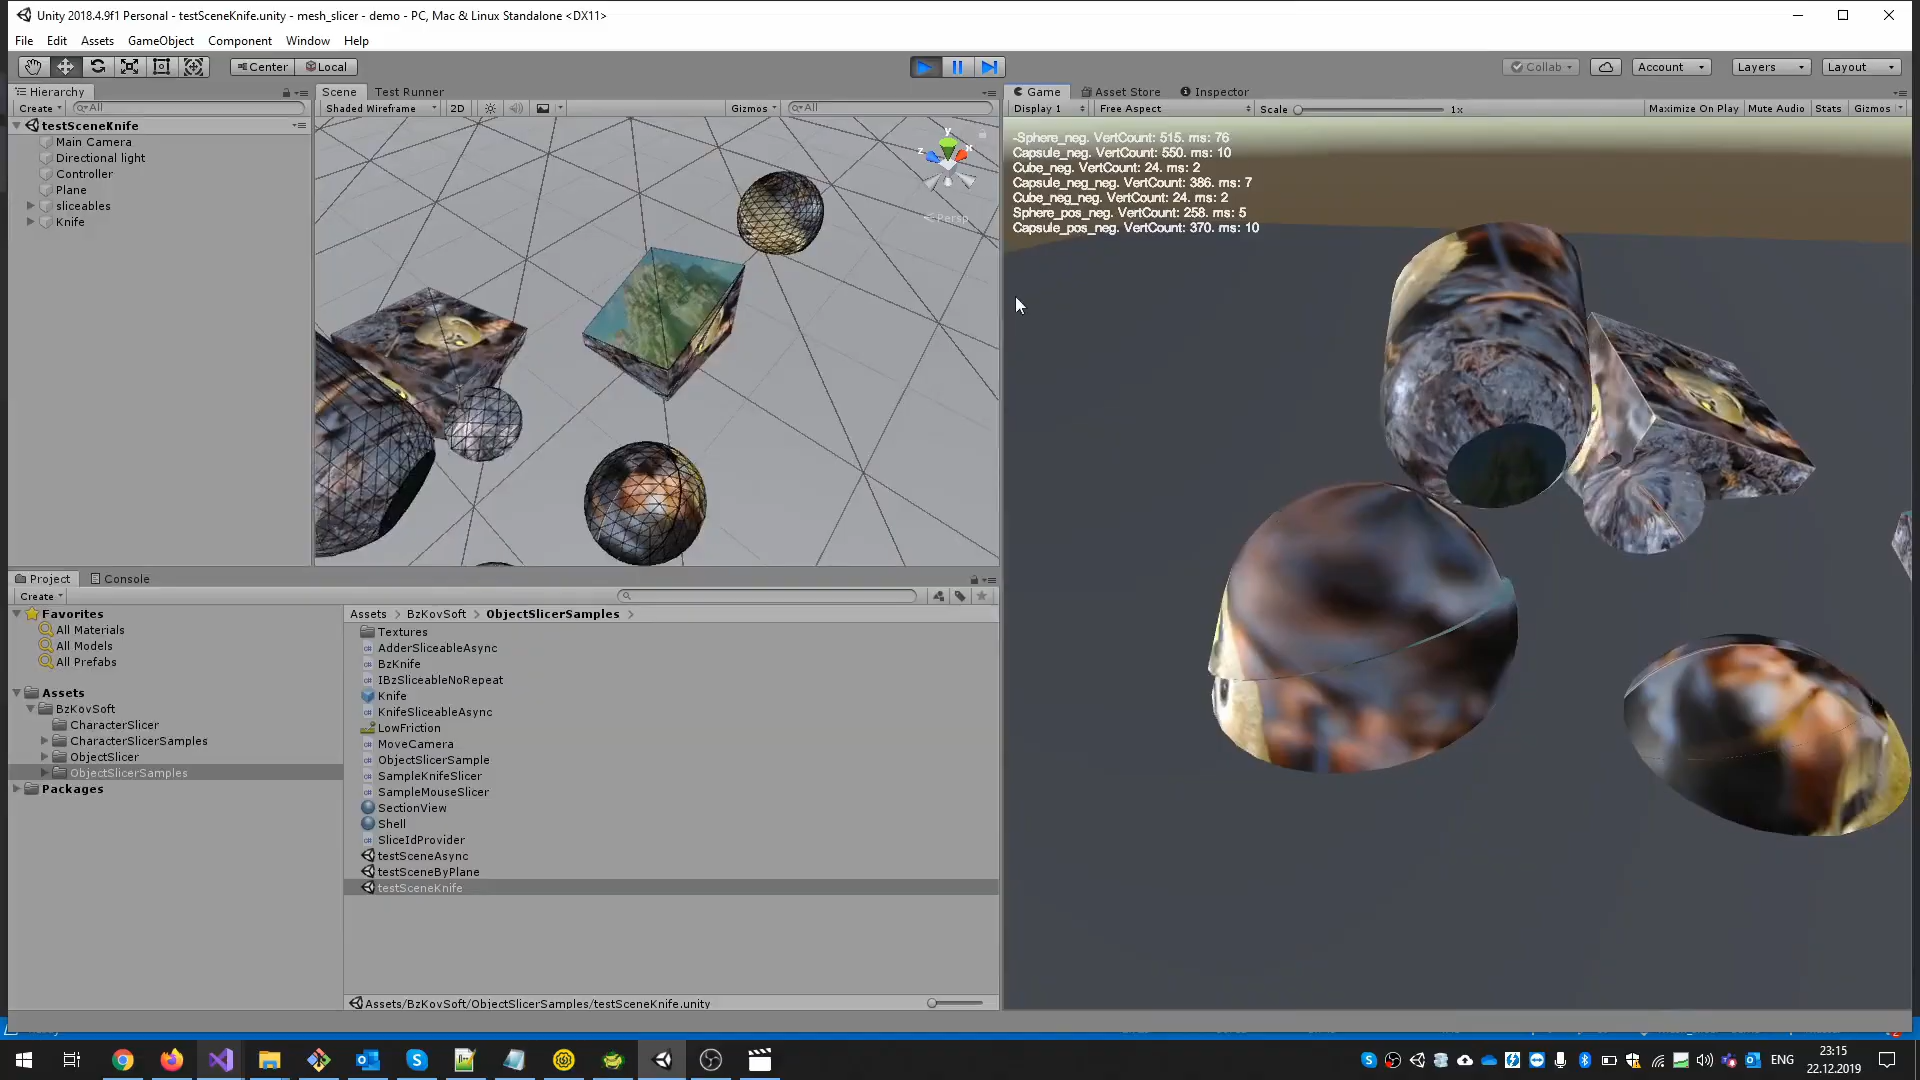 Unity 2018.4.9f1 Personal - testSceneKnife.unity - mesh_slicer - demo - PC, Mac & Linux Standalone <DX11>
File Edit Assets GameObject Component Window Help
Center Local
Collab Account Layers Layout
Hierarchy
Create All
testSceneKnife
Main Camera
Directional light
Controller
Plane
sliceables
Knife
Scene Test Runner
Shaded Wireframe 2D Gizmos All
y
z
x
Persp
Game Asset Store Inspector
Display 1 Free Aspect Scale 1x Maximize On Play Mute Audio Stats Gizmos
-Sphere_neg. VertCount: 515. ms: 76
Capsule_neg. VertCount: 550. ms: 10
Cube_neg. VertCount: 24. ms: 2
Capsule_neg_neg. VertCount: 386. ms: 7
Cube_neg_neg. VertCount: 24. ms: 2
Sphere_pos_neg. VertCount: 258. ms: 5
Capsule_pos_neg. VertCount: 370. ms: 10
Project Console
Create
Favorites
All Materials
All Models
All Prefabs
Assets
BzKovSoft
CharacterSlicer
CharacterSlicerSamples
ObjectSlicer
ObjectSlicerSamples
Packages
Assets > BzKovSoft > ObjectSlicerSamples >
Textures
AdderSliceableAsync
BzKnife
IBzSliceableNoRepeat
Knife
KnifeSliceableAsync
LowFriction
MoveCamera
ObjectSlicerSample
SampleKnifeSlicer
SampleMouseSlicer
SectionView
Shell
SliceIdProvider
testSceneAsync
testSceneByPlane
testSceneKnife
Assets/BzKovSoft/ObjectSlicerSamples/testSceneKnife.unity
ENG
23:15
22.12.2019